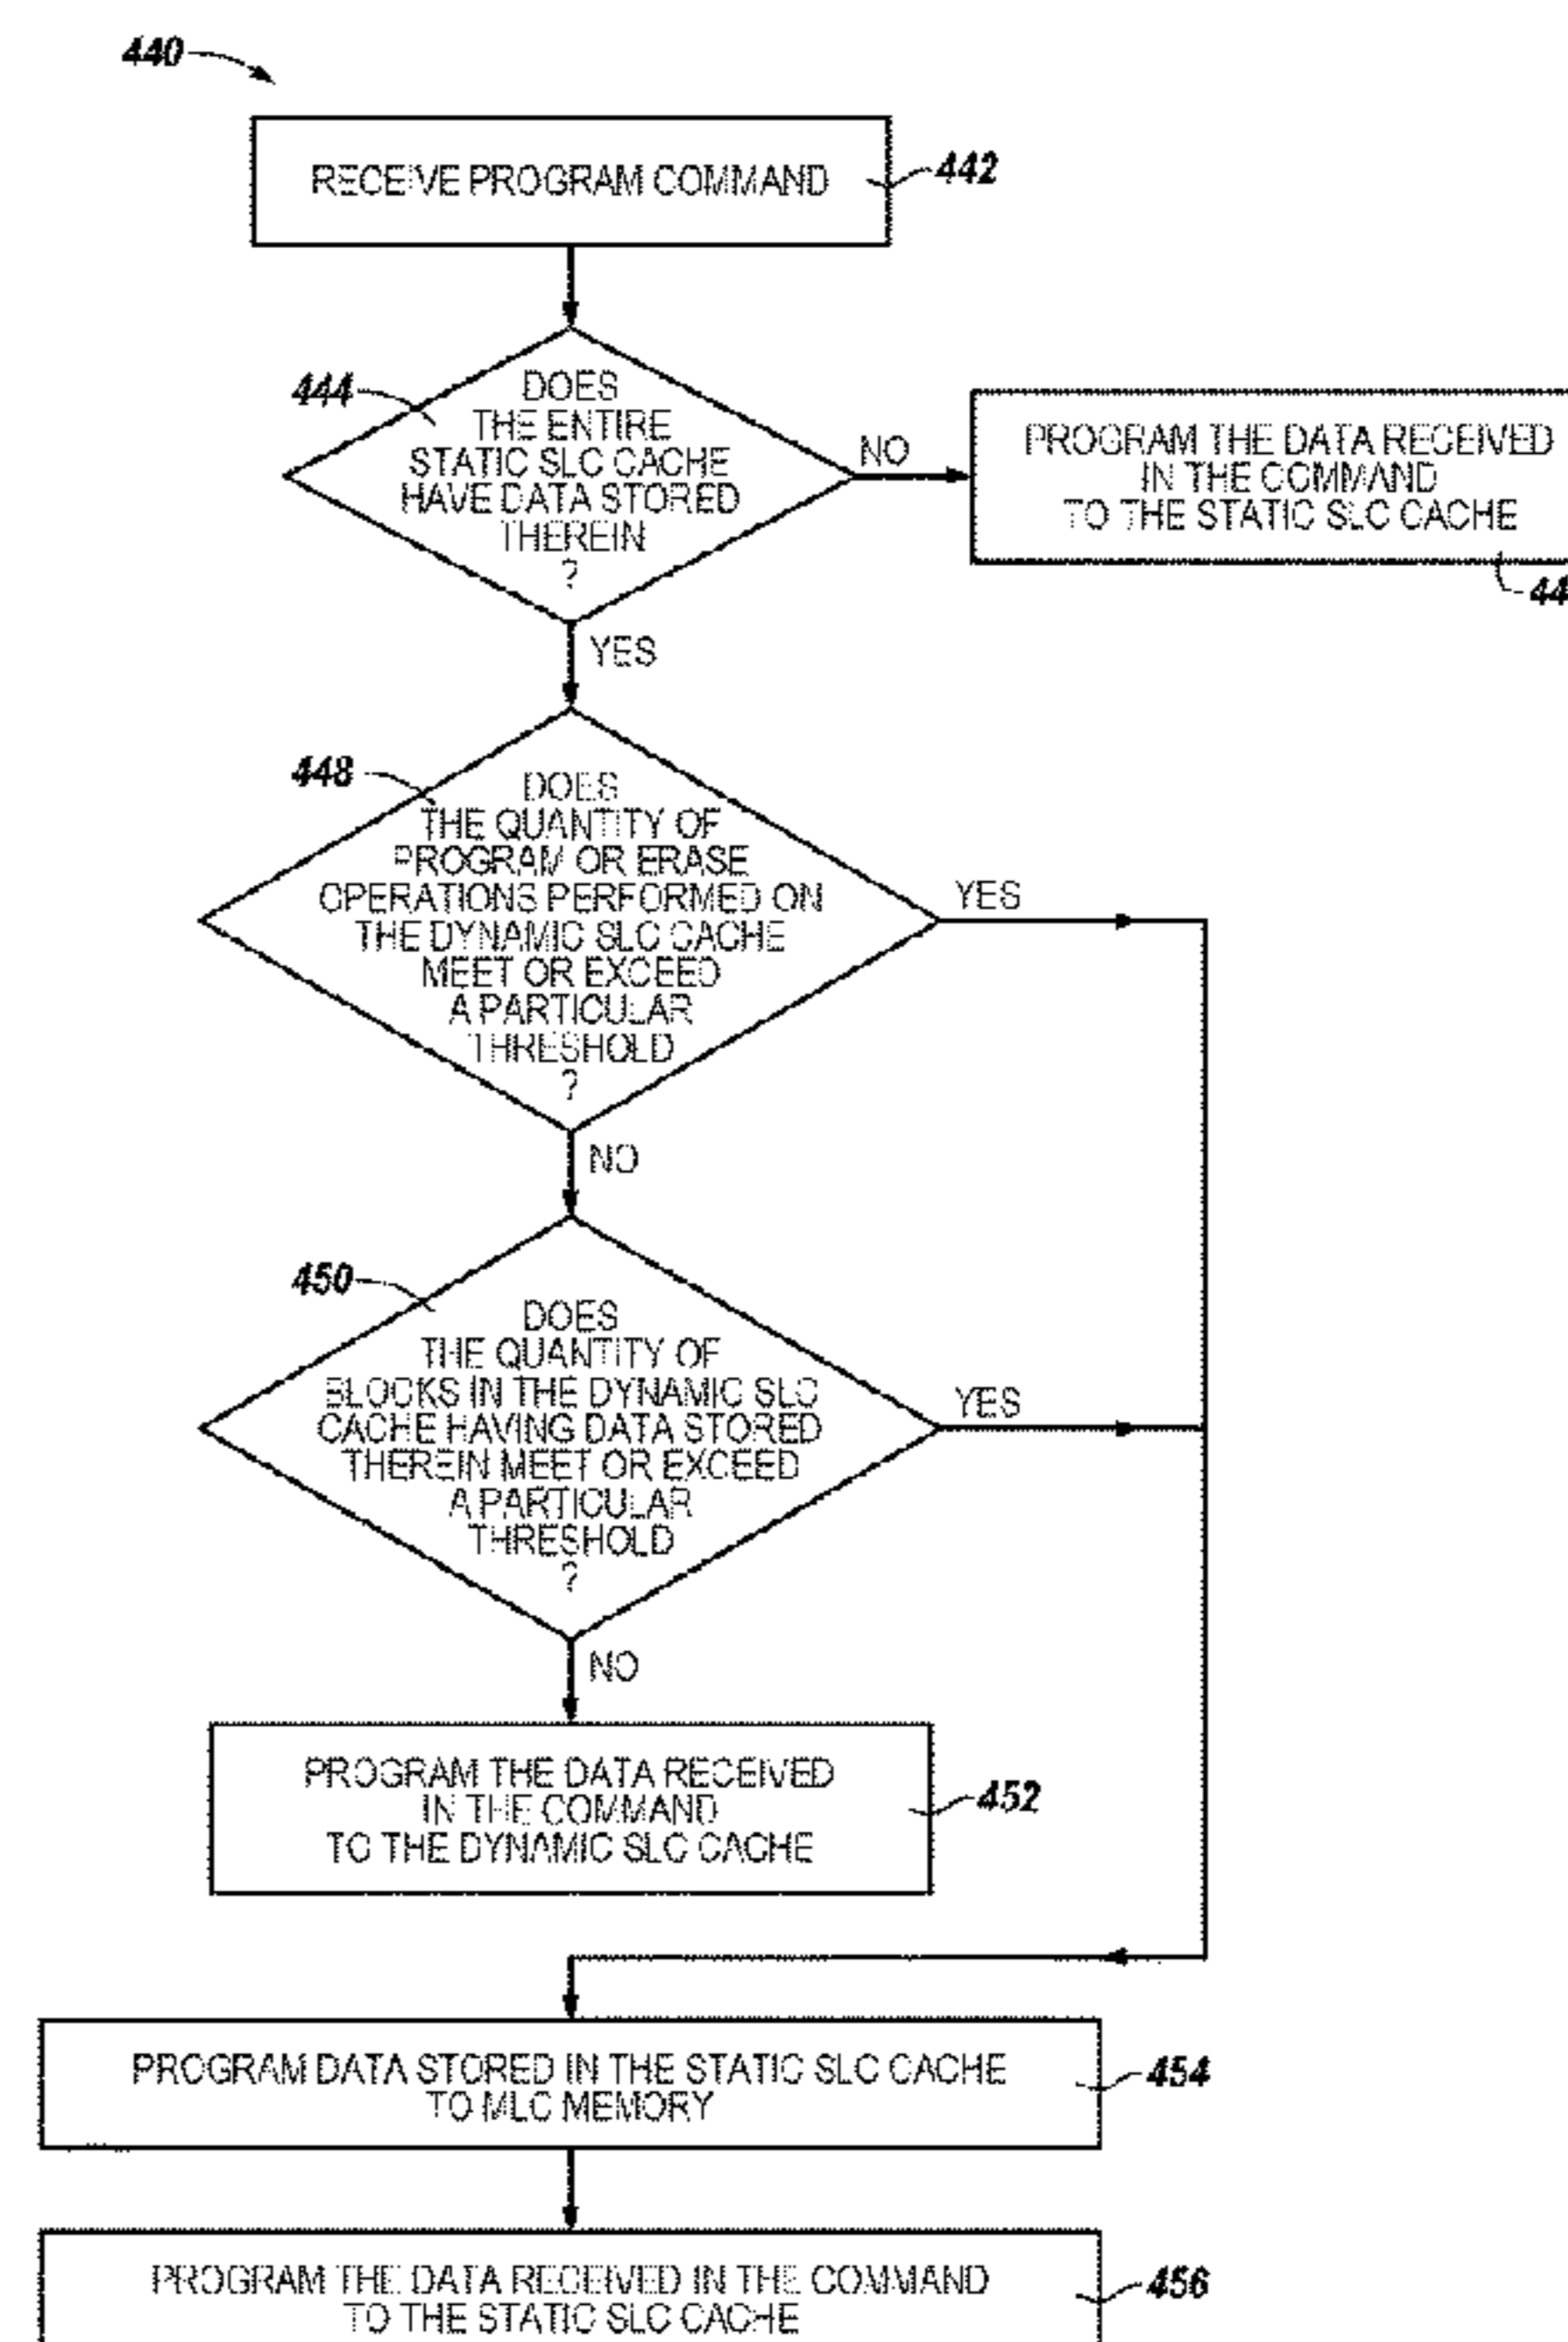 440
RECEIVE PROGRAM COMMAND
442
444
DOES
THE ENTIRE
STATIC SLC CACHE
HAVE DATA STORED
THEREIN
?
NO
PROGRAM THE DATA RECEIVED
IN THE COMMAND
TO THE STATIC SLC CACHE
YES
448
DOES
THE QUANTITY OF
PROGRAM OR ERASE
OPERATIONS PERFORMED ON
THE DYNAMIC SLC CACHE
MEET OR EXCEED
A PARTICULAR
THRESHOLD
?
YES
NO
450
DOES
THE QUANTITY OF
BLOCKS IN THE DYNAMIC SLC
CACHE HAVING DATA STORED
THEREIN MEET OR EXCEED
A PARTICULAR
THRESHOLD
?
YES
NO
PROGRAM THE DATA RECEIVED
IN THE COMMAND
TO THE DYNAMIC SLC CACHE
452
PROGRAM DATA STORED IN THE STATIC SLC CACHE
TO MLC MEMORY
454
PROGRAM THE DATA RECEIVED IN THE COMMAND
TO THE STATIC SLC CACHE
456